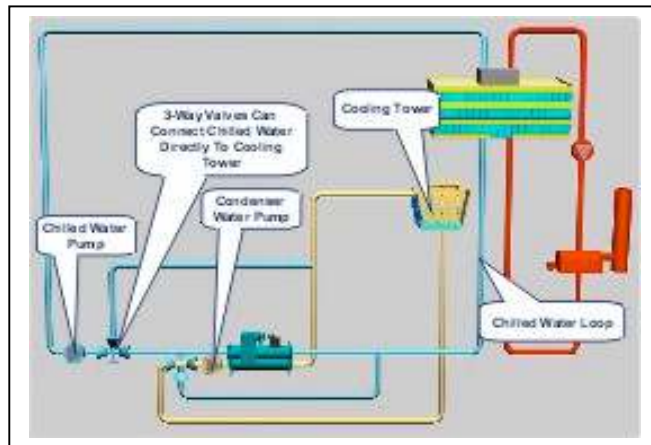 3-Way Valves Can
Connect Chilled Water
Directly To Cooling
Tower
Cooling Tower
Condenser
Water Pump
Chilled Water
Pump
Chilled Water Loop